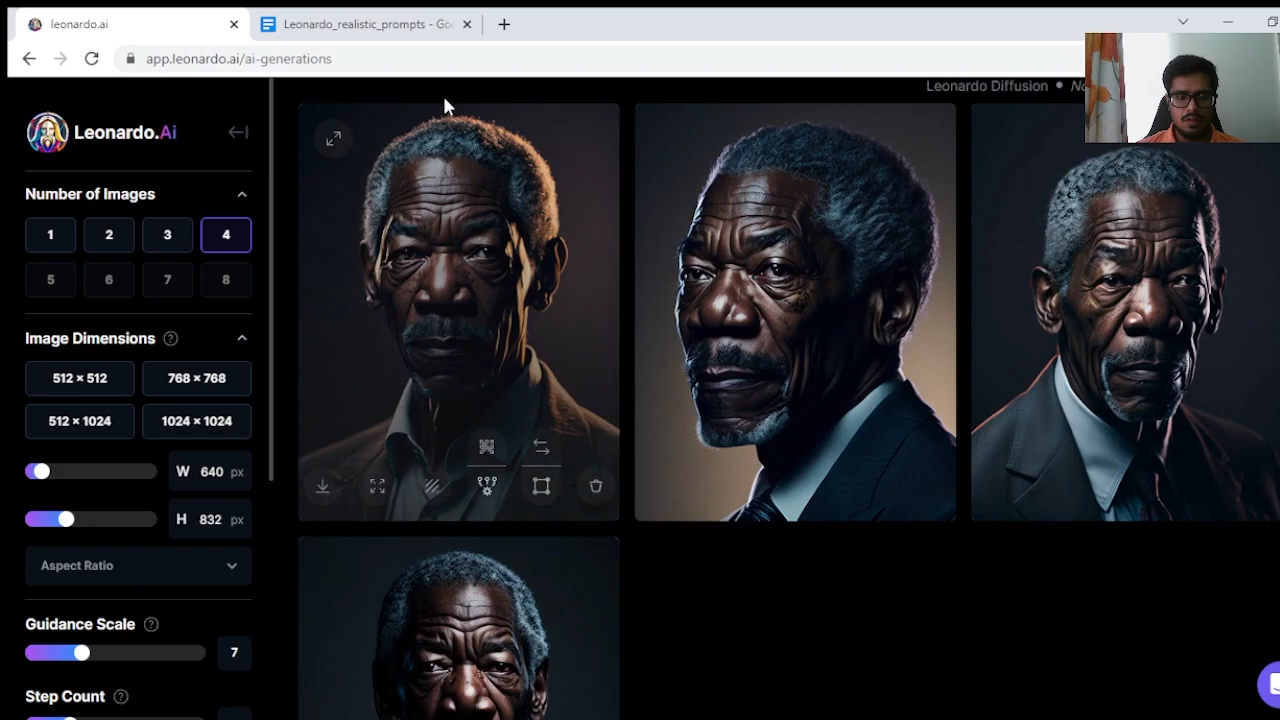 leonardo.ai
Leonardo_realistic_prompts - Goo
app.leonardo.ai/ai-generations
Leonardo Diffusion
Leonardo.Ai
Number of Images
1 2 3 4
5 6 7 8
Image Dimensions
512 × 512 768 × 768
512 × 1024 1024 × 1024
W 640 px
H 832 px
Aspect Ratio
Guidance Scale
7
Step Count